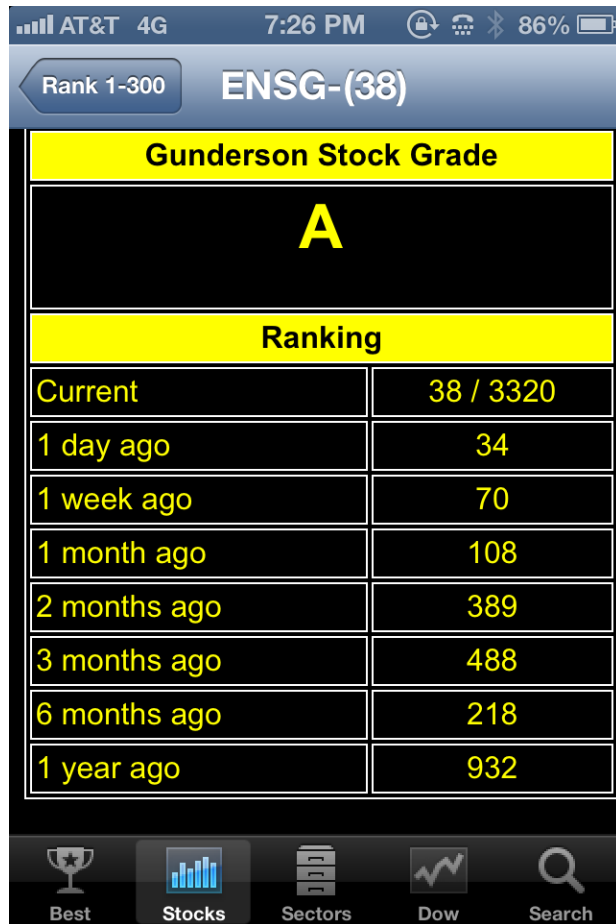 AT&T 4G 7:26 PM 86%
Rank 1-300 ENSG-(38)
Gunderson Stock Grade
A
Ranking
Current 38 / 3320
1 day ago 34
1 week ago 70
1 month ago 108
2 months ago 389
3 months ago 488
6 months ago 218
1 year ago 932
Best Stocks Sectors Dow Search